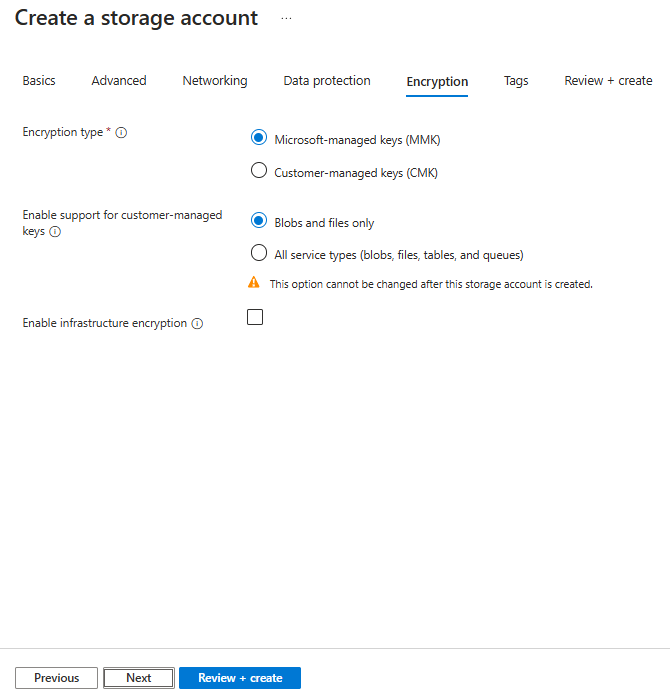 Create a storage account ...
Basics Advanced Networking Data protection Encryption Tags Review + create
Encryption type *
Microsoft-managed keys (MMK)
Customer-managed keys (CMK)
Enable support for customer-managed
keys
Blobs and files only
All service types (blobs, files, tables, and queues)
This option cannot be changed after this storage account is created.
Enable infrastructure encryption
Previous Next Review + create